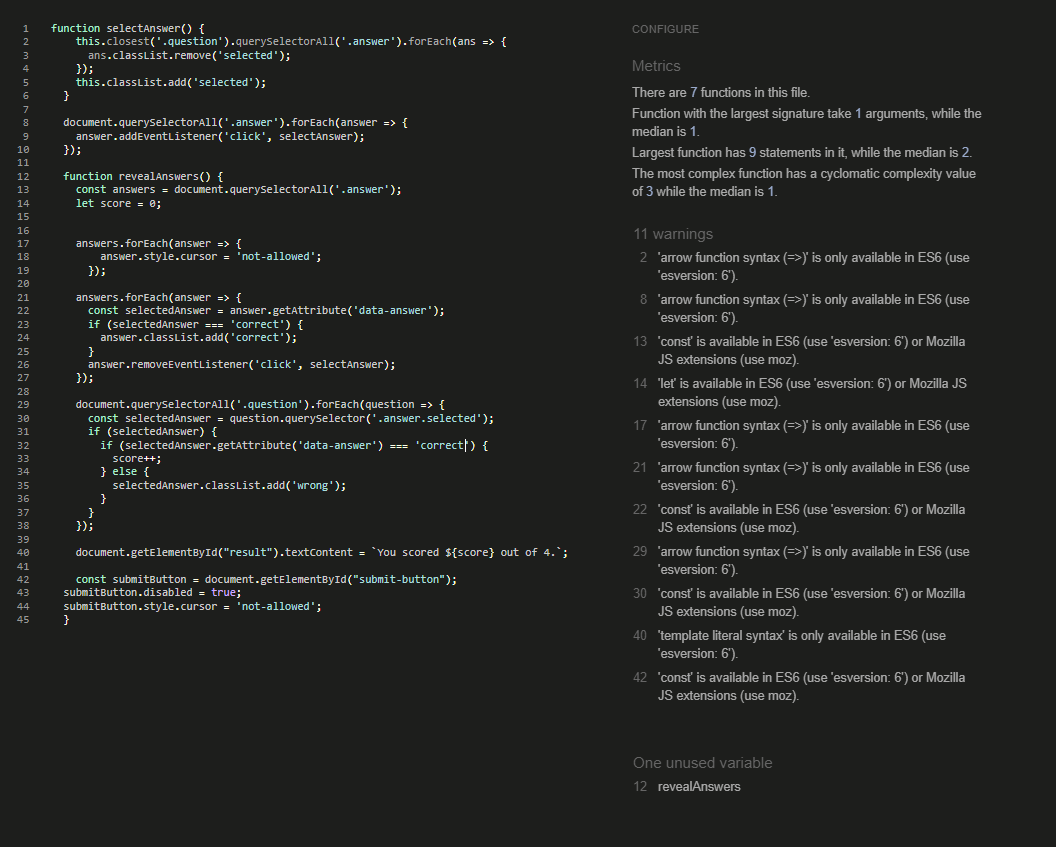 1 function selectAnswer() {
2 this.closest('.question').querySelectorAll('.answer').forEach(ans => {
3 ans.classList.remove('selected');
4 });
5 this.classList.add('selected');
6 }
7
8 document.querySelectorAll('.answer').forEach(answer => {
9 answer.addEventListener('click', selectAnswer);
10 });
11
12 function revealAnswers() {
13 const answers = document.querySelectorAll('.answer');
14 let score = 0;
15
16
17 answers.forEach(answer => {
18 answer.style.cursor = 'not-allowed';
19 });
20
21 answers.forEach(answer => {
22 const selectedAnswer = answer.getAttribute('data-answer');
23 if (selectedAnswer === 'correct') {
24 answer.classList.add('correct');
25 }
26 answer.removeEventListener('click', selectAnswer);
27 });
28
29 document.querySelectorAll('.question').forEach(question => {
30 const selectedAnswer = question.querySelector('.answer.selected');
31 if (selectedAnswer) {
32 if (selectedAnswer.getAttribute('data-answer') === 'correct') {
33 score++;
34 } else {
35 selectedAnswer.classList.add('wrong');
36 }
37 }
38 });
39
40 document.getElementById("result").textContent = `You scored ${score} out of 4.`;
41
42 const submitButton = document.getElementById("submit-button");
43 submitButton.disabled = true;
44 submitButton.style.cursor = 'not-allowed';
45 }
CONFIGURE
Metrics
There are 7 functions in this file.
Function with the largest signature take 1 arguments, while the
median is 1.
Largest function has 9 statements in it, while the median is 2.
The most complex function has a cyclomatic complexity value
of 3 while the median is 1.
11 warnings
2 'arrow function syntax (=>)' is only available in ES6 (use
'esversion: 6').
8 'arrow function syntax (=>)' is only available in ES6 (use
'esversion: 6').
13 'const' is available in ES6 (use 'esversion: 6') or Mozilla
JS extensions (use moz).
14 'let' is available in ES6 (use 'esversion: 6') or Mozilla JS
extensions (use moz).
17 'arrow function syntax (=>)' is only available in ES6 (use
'esversion: 6').
21 'arrow function syntax (=>)' is only available in ES6 (use
'esversion: 6').
22 'const' is available in ES6 (use 'esversion: 6') or Mozilla
JS extensions (use moz).
29 'arrow function syntax (=>)' is only available in ES6 (use
'esversion: 6').
30 'const' is available in ES6 (use 'esversion: 6') or Mozilla
JS extensions (use moz).
40 'template literal syntax' is only available in ES6 (use
'esversion: 6').
42 'const' is available in ES6 (use 'esversion: 6') or Mozilla
JS extensions (use moz).
One unused variable
12 revealAnswers